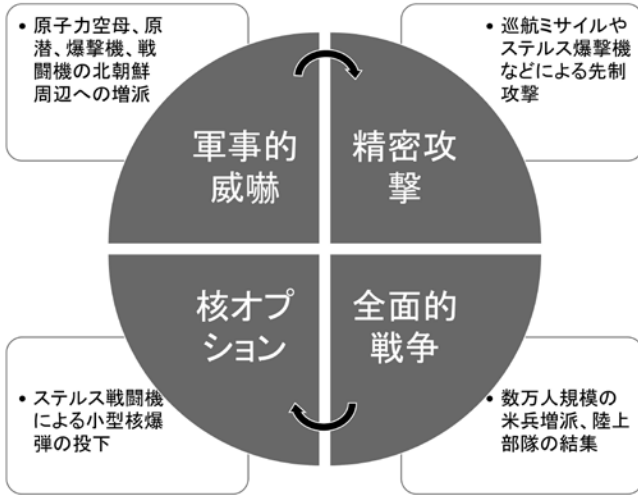 • 原子力空母、原
潜、爆撃機、戦
闘機の北朝鮮
周辺への増派
• 巡航ミサイルや
ステルス爆撃機
などによる先制
攻撃
軍事的
威嚇
精密攻
撃
核オプ
ション
全面的
戦争
• ステルス戦闘機
による小型核爆
弾の投下
• 数万人規模の
米兵増派、陸上
部隊の結集